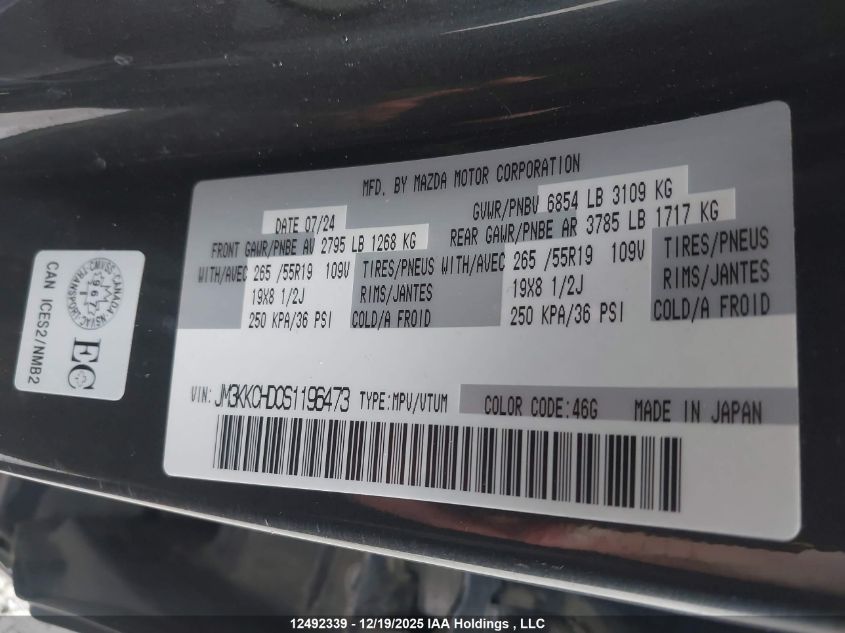 MFD. BY MAZDA MOTOR CORPORATION
DATE 07/24 GVWR/PNBV 6854 LB 3109 KG
FRONT GAWR/PNBE AV 2795 LB 1268 KG REAR GAWR/PNBE AR 3785 LB 1717 KG
WITH/AVEC 265 /55R19 109V TIRES/PNEUS WITH/AVEC 265 /55R19 109V TIRES/PNEUS
19X8 1/2J RIMS/JANTES 19X8 1/2J RIMS/JANTES
250 KPA/36 PSI COLD/A FROID 250 KPA/36 PSI COLD/A FROID
VIN: JM3KKCHD0S1196473 TYPE:MPV/VTUM COLOR CODE:46G MADE IN JAPAN
CAN ICES2/NMB2
EC
12492339 - 12/19/2025 IAA Holdings , LLC